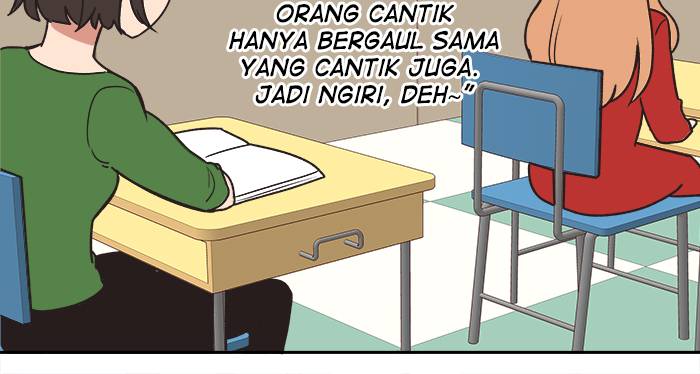 ORANG CANTIK
HANYA BERGAUL SAMA
YANG CANTIK JUGA.
JADI NGIRI, DEH~”